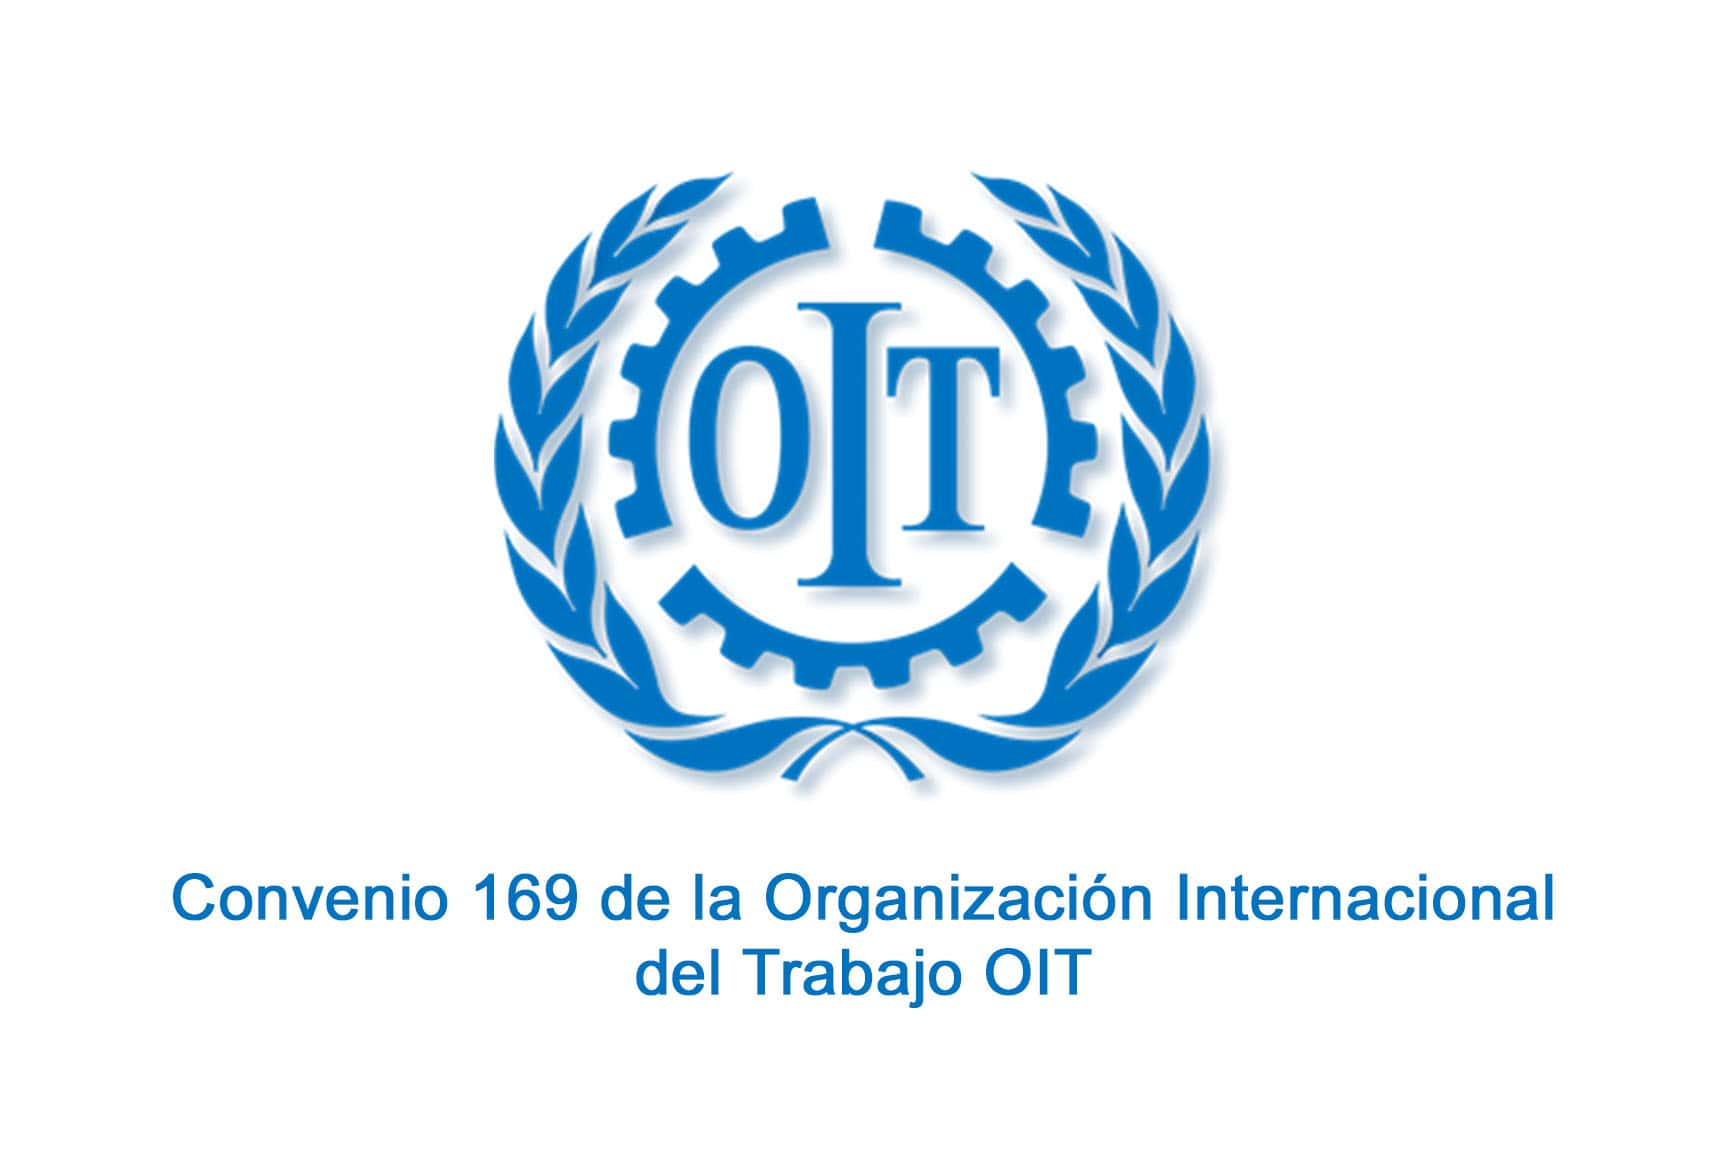 OIT
Convenio 169 de la Organización Internacional
del Trabajo OIT